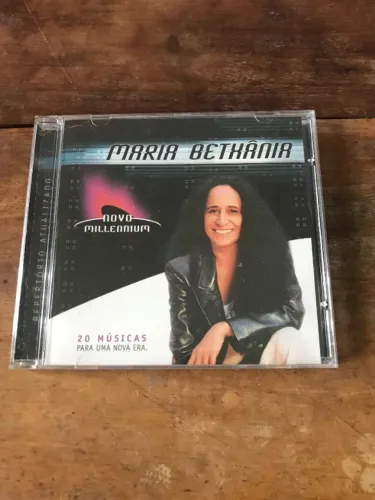 MARIA BETHÂNIA
NOVO
MILLENNIUM
REPERTÓRIO ATUALIZADO
20 MÚSICAS
PARA UMA NOVA ERA.